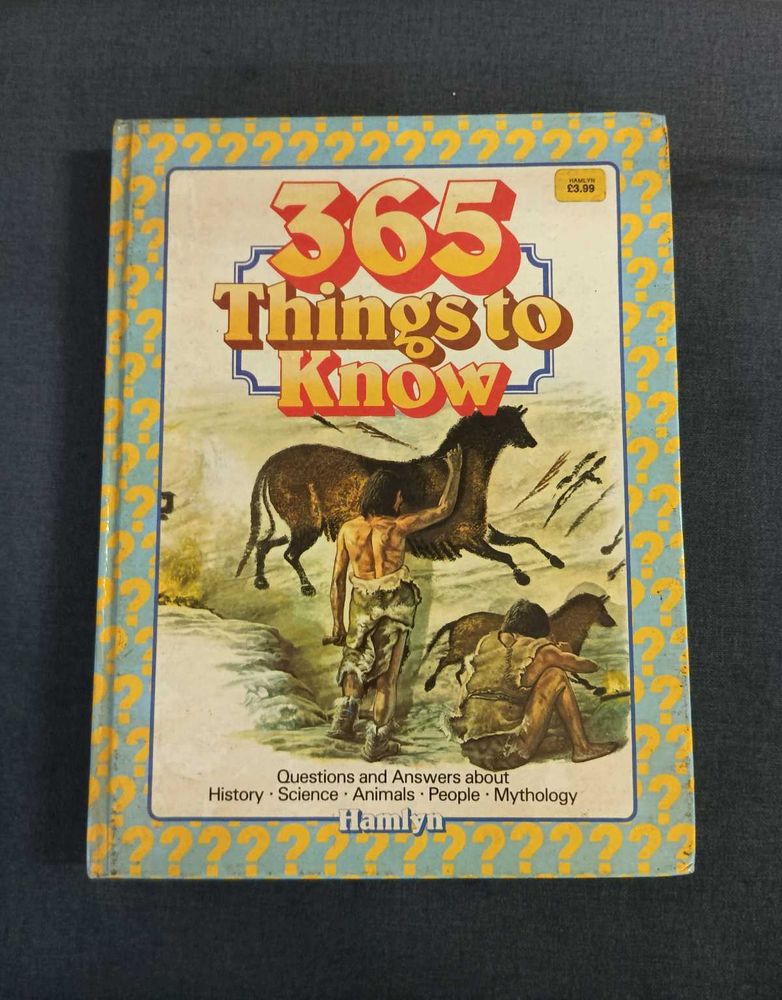 HAMLYN
£3.99
365
Things to
Know
Questions and Answers about
History · Science · Animals · People · Mythology
Hamlyn